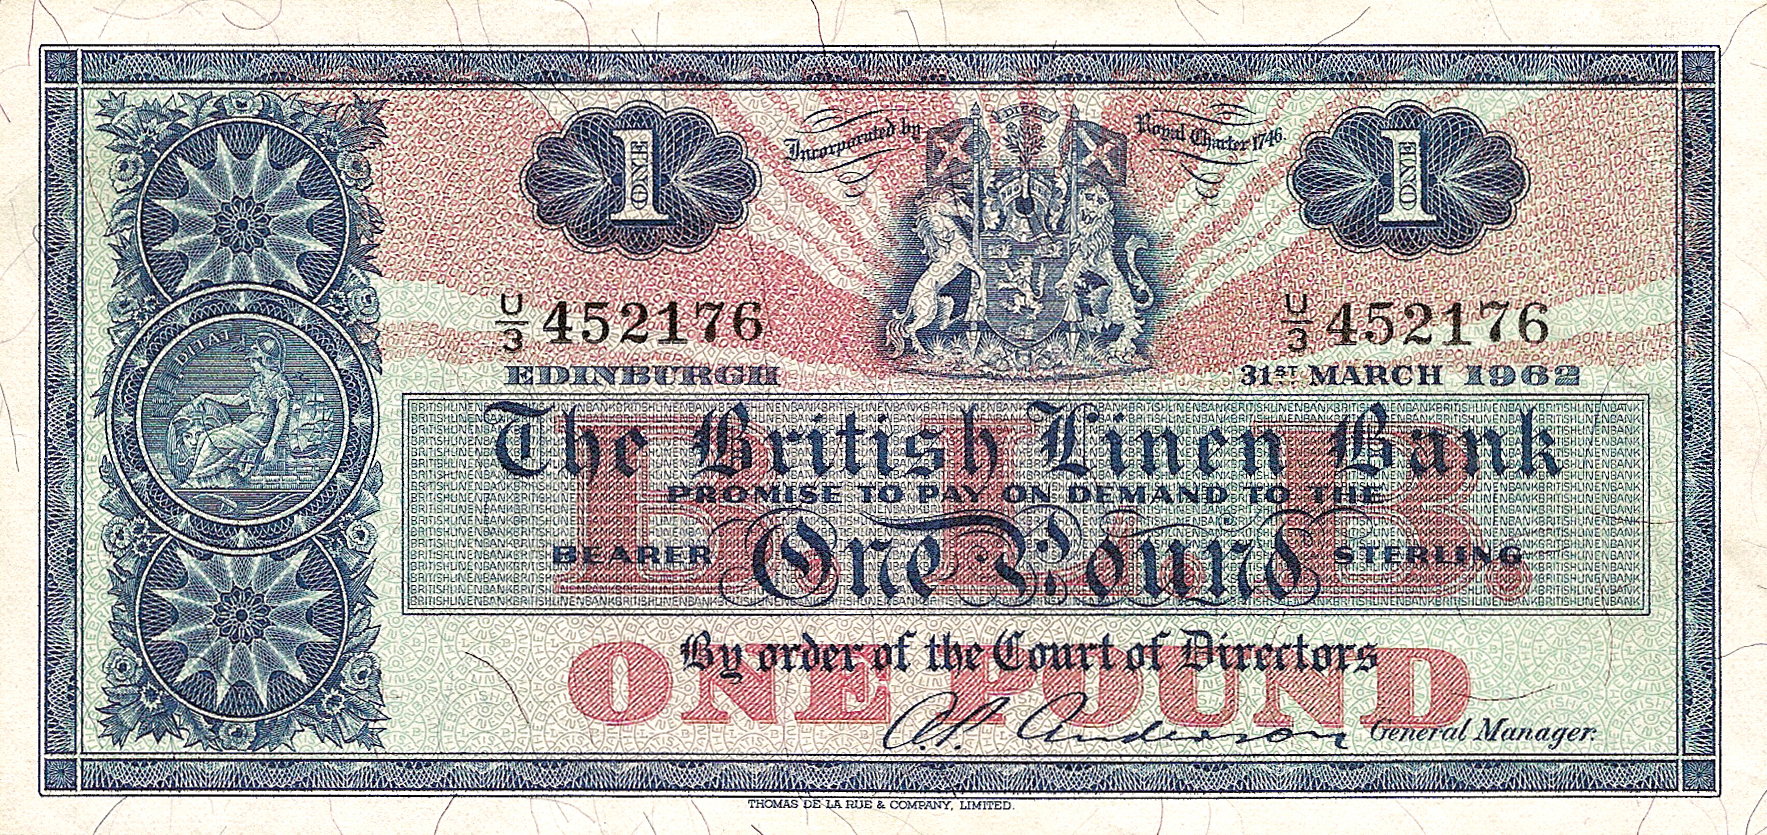 1 ONE
Incorporated by Royal Charter 1746.
1 ONE
U/3 452176
U/3 452176
EDINBURGH
31ST MARCH 1962
B.L.B.
The British Linen Bank
PROMISE TO PAY ON DEMAND TO THE
BEARER One Pound STERLING
By order of the Court of Directors
ONE POUND
A.P. Anderson General Manager.
THOMAS DE LA RUE & COMPANY, LIMITED.